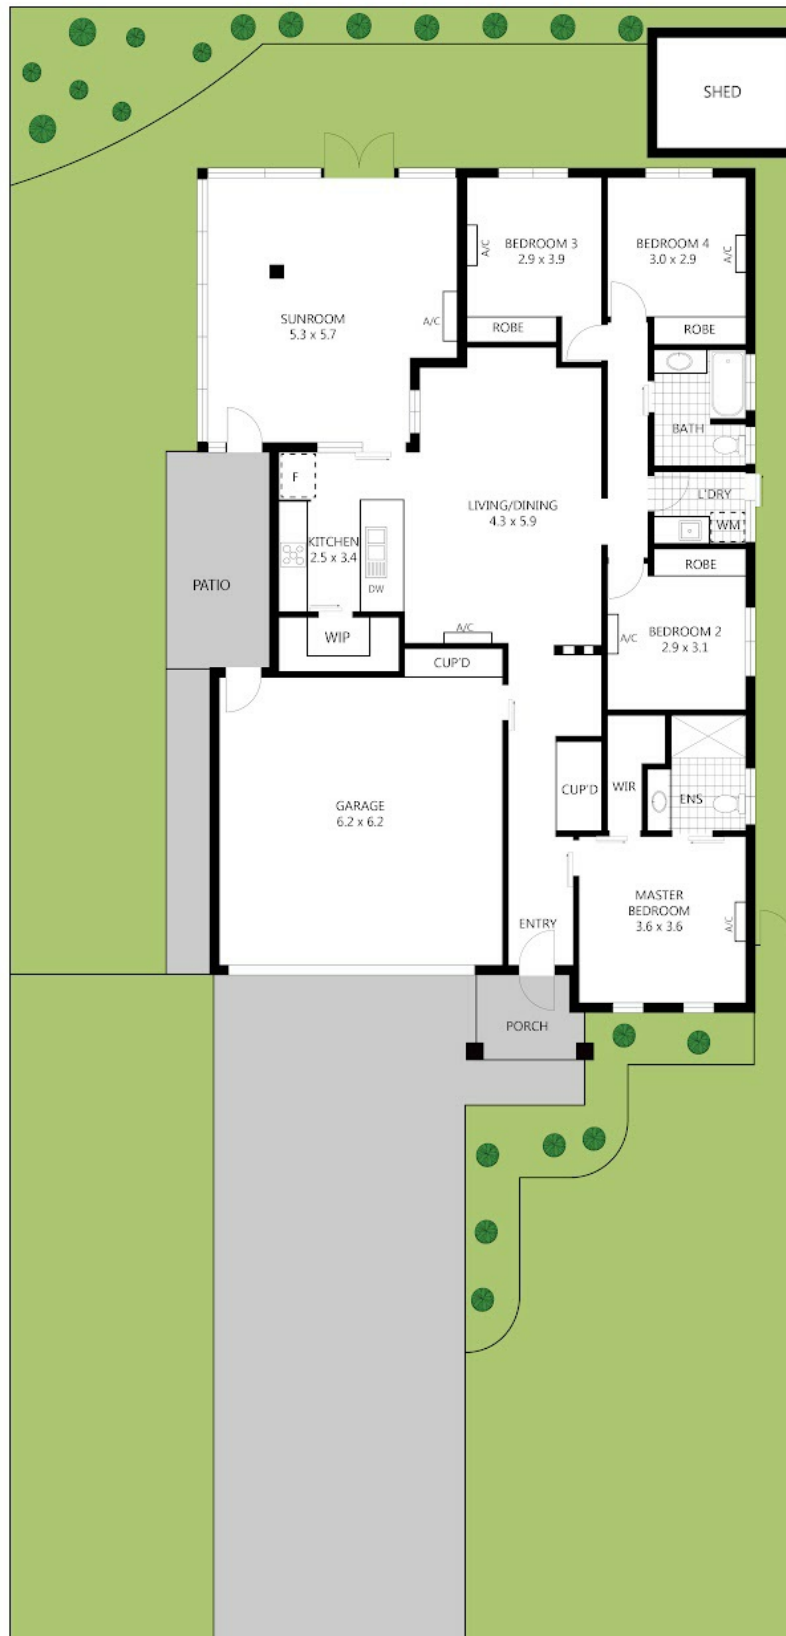 SHED
BEDROOM 3
2.9 x 3.9
A/C
ROBE
BEDROOM 4
3.0 x 2.9
A/C
ROBE
SUNROOM
5.3 x 5.7
A/C
BATH
F
LIVING/DINING
4.3 x 5.9
L'DRY
WM
KITCHEN
2.5 x 3.4
DW
PATIO
ROBE
A/C
WIP
BEDROOM 2
2.9 x 3.1
A/C
CUP'D
CUP'D
WIR
ENS
GARAGE
6.2 x 6.2
MASTER
BEDROOM
3.6 x 3.6
A/C
ENTRY
PORCH